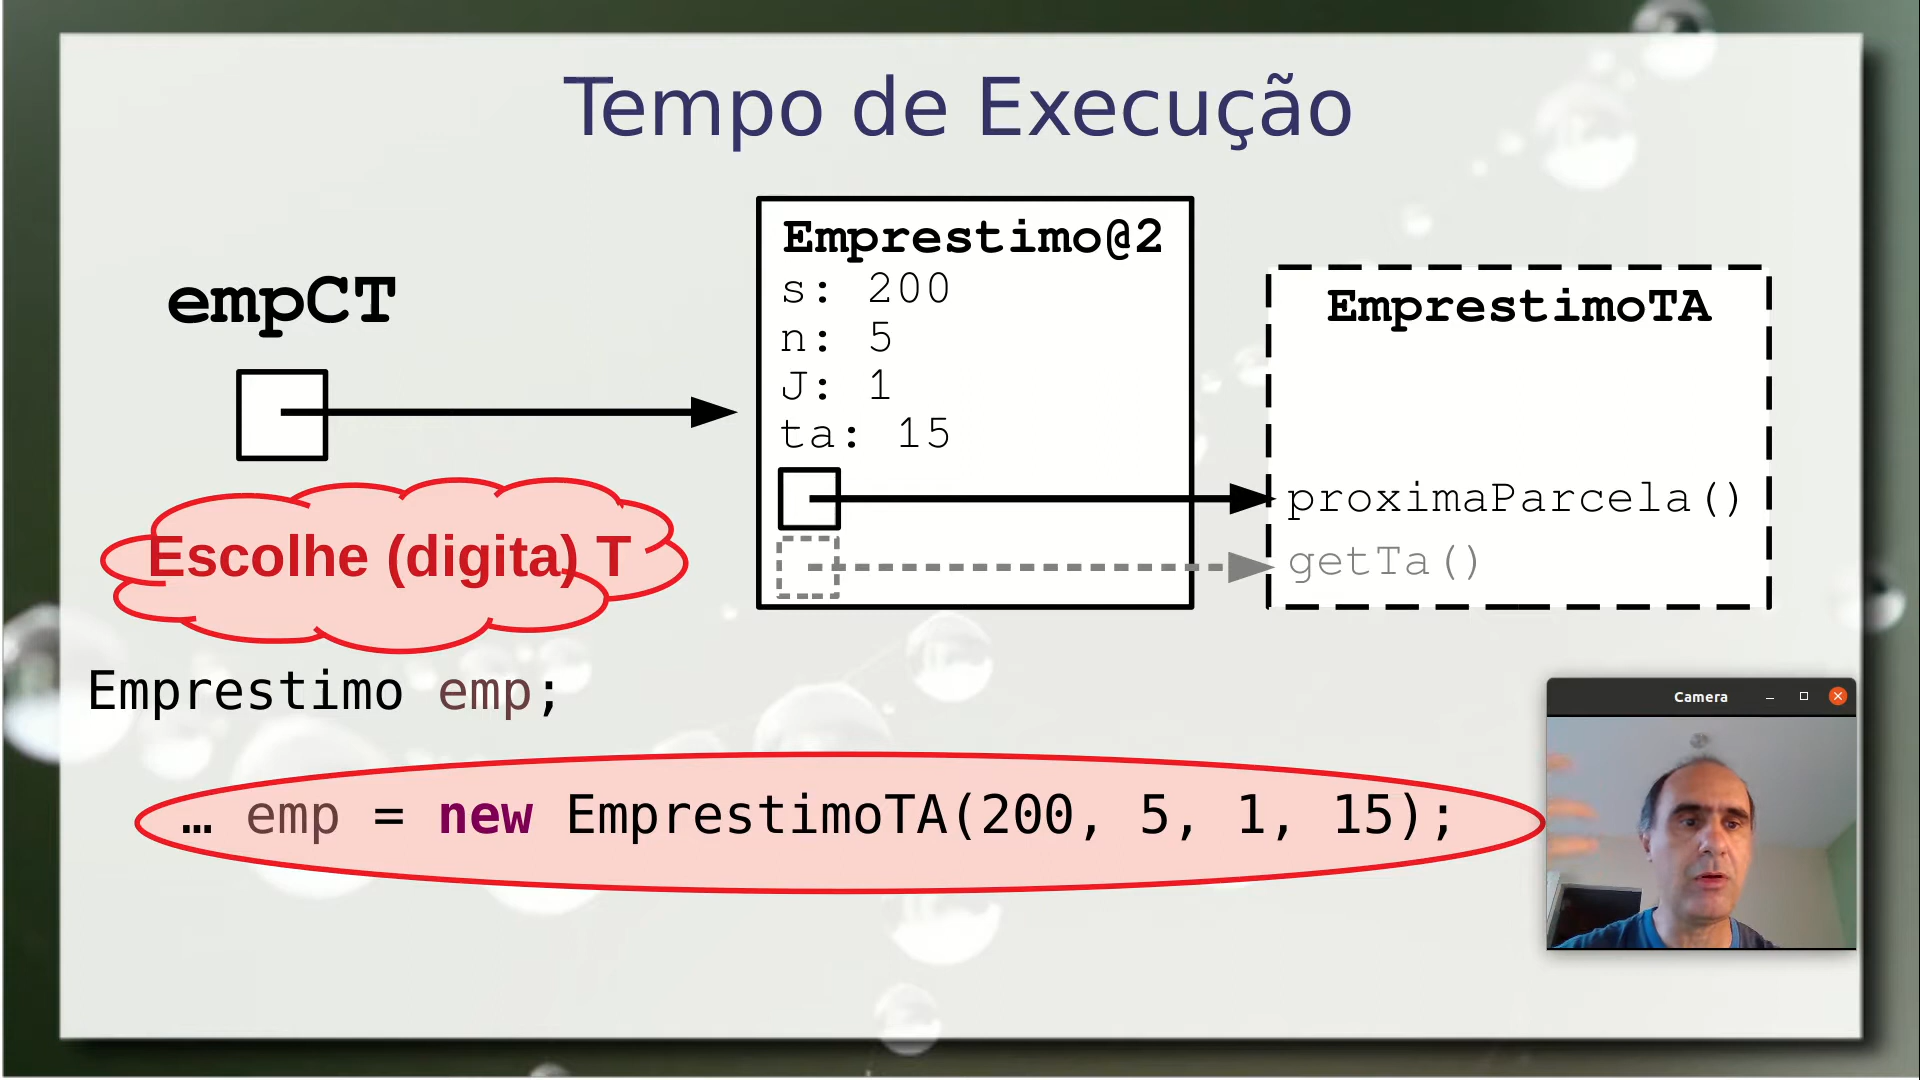 Tempo de Execução
empCT
Emprestimo@2
s: 200
n: 5
J: 1
ta: 15
EmprestimoTA
proximaParcela()
getTa()
Escolhe (digita) T
Emprestimo emp;
… emp = new EmprestimoTA(200, 5, 1, 15);
Camera